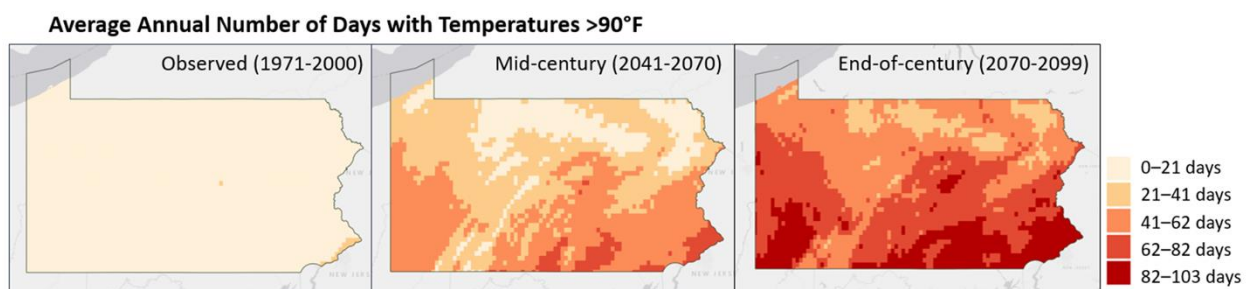 Average Annual Number of Days with Temperatures >90°F
Observed (1971-2000)
Mid-century (2041-2070)
End-of-century (2070-2099)
0–21 days
21–41 days
41–62 days
62–82 days
82–103 days